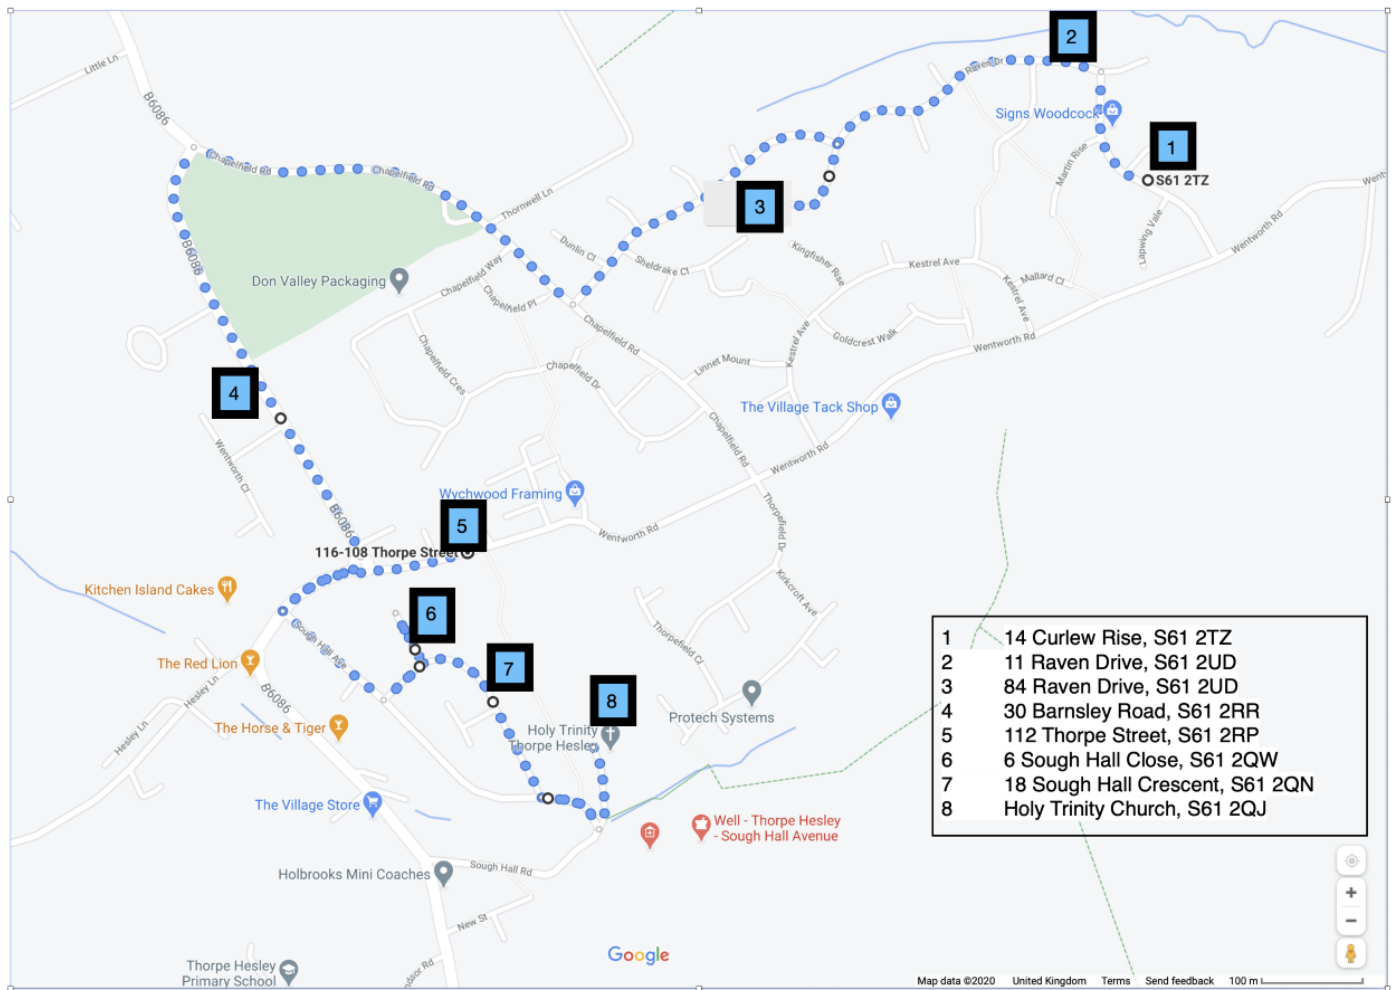 2
Little Ln
B6086
Raven Dr
Signs Woodcock
1
S61 2TZ
Martin Rise
Chapelfield Rd
Chapelfield Rd
Thornwell Ln
3
Lapwing Vale
Wentworth Rd
Went
B6086
Dunlin Cl
Sheldrake Cl
Kingfisher Rise
Kestrel Ave
Mallard Cl
Kestrel Ave
Don Valley Packaging
Chapelfield Way
Chapelfield Pl
Chapelfield Rd
Goldcrest Walk
Kestrel Ave
Wentworth Rd
Chapelfield Cres
Chapelfield Dr
Linnet Mount
4
The Village Tack Shop
Chapelfield Rd
Wentworth Rd
Wentworth Cl
Wychwood Framing
B6086
5
Wentworth Rd
Thorpefield Dr
116-108 Thorpe Street
Kitchen Island Cakes
6
Kirkcroft Ave
Sough Hall Ave
Thorpefield Cl
The Red Lion
7
Hesley Ln
B6086
8
Protech Systems
The Horse & Tiger
Holy Trinity
Thorpe Hesley
Hesley Ln
The Village Store
Well - Thorpe Hesley
- Sough Hall Avenue
Sough Hall Rd
Holbrooks Mini Coaches
New St
Thorpe Hesley
Primary School
dsor Rd
1 14 Curlew Rise, S61 2TZ
2 11 Raven Drive, S61 2UD
3 84 Raven Drive, S61 2UD
4 30 Barnsley Road, S61 2RR
5 112 Thorpe Street, S61 2RP
6 6 Sough Hall Close, S61 2QW
7 18 Sough Hall Crescent, S61 2QN
8 Holy Trinity Church, S61 2QJ
+
−
Google
Map data ©2020 United Kingdom Terms Send feedback 100 m